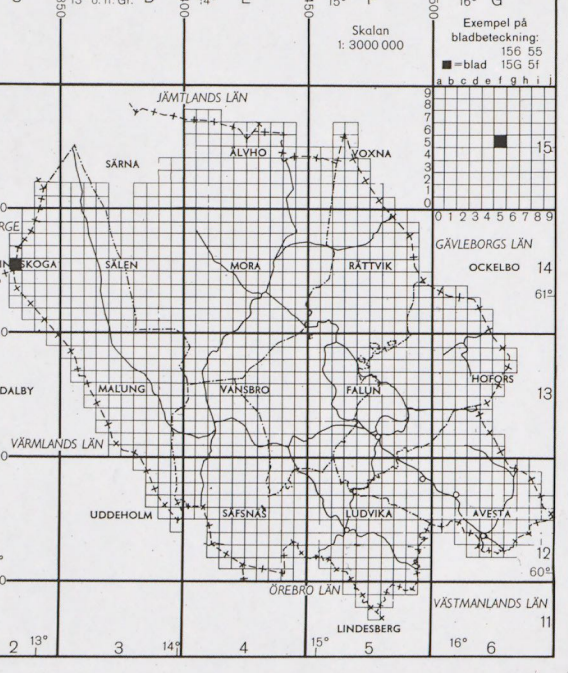 Skalan
1: 3000 000
Exempel på
bladbeteckning:
156 55
=blad 15G 5f
a b c d e f g h i j
9
8
7
6
5
4
3
2
1
0
15
0 1 2 3 4 5 6 7 8 9
JÄMTLANDS LÄN
SÄRNA
ÄLVHO
VOXNA
GÄVLEBORGS LÄN
SKOGA
SÄLEN
MORA
RÄTTVIK
OCKELBO
14
61°
DALBY
MALUNG
VANSBRO
FALUN
HOFORS
13
VÄRMLANDS LÄN
UDDEHOLM
SÄFSNÄS
LUDVIKA
AVESTA
12
60°
ÖREBRO LÄN
VÄSTMANLANDS LÄN
11
LINDESBERG
2 13° 3 14° 4 15° 5 16° 6